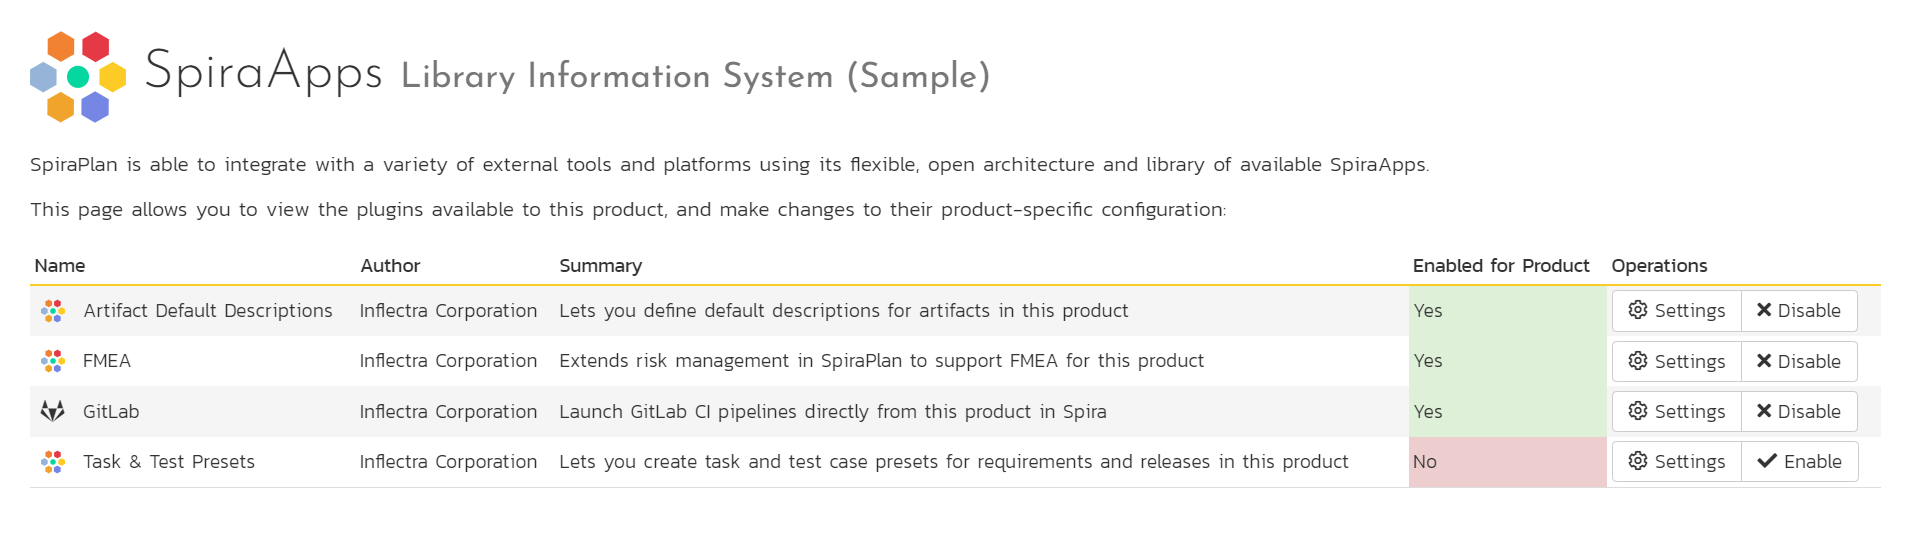 SpiraApps Library Information System (Sample)
SpiraPlan is able to integrate with a variety of external tools and platforms using its flexible, open architecture and library of available SpiraApps.
This page allows you to view the plugins available to this product, and make changes to their product-specific configuration:
Name Author Summary Enabled for Product Operations
Artifact Default Descriptions Inflectra Corporation Lets you define default descriptions for artifacts in this product Yes Settings Disable
FMEA Inflectra Corporation Extends risk management in SpiraPlan to support FMEA for this product Yes Settings Disable
GitLab Inflectra Corporation Launch GitLab CI pipelines directly from this product in Spira Yes Settings Disable
Task & Test Presets Inflectra Corporation Lets you create task and test case presets for requirements and releases in this product No Settings Enable